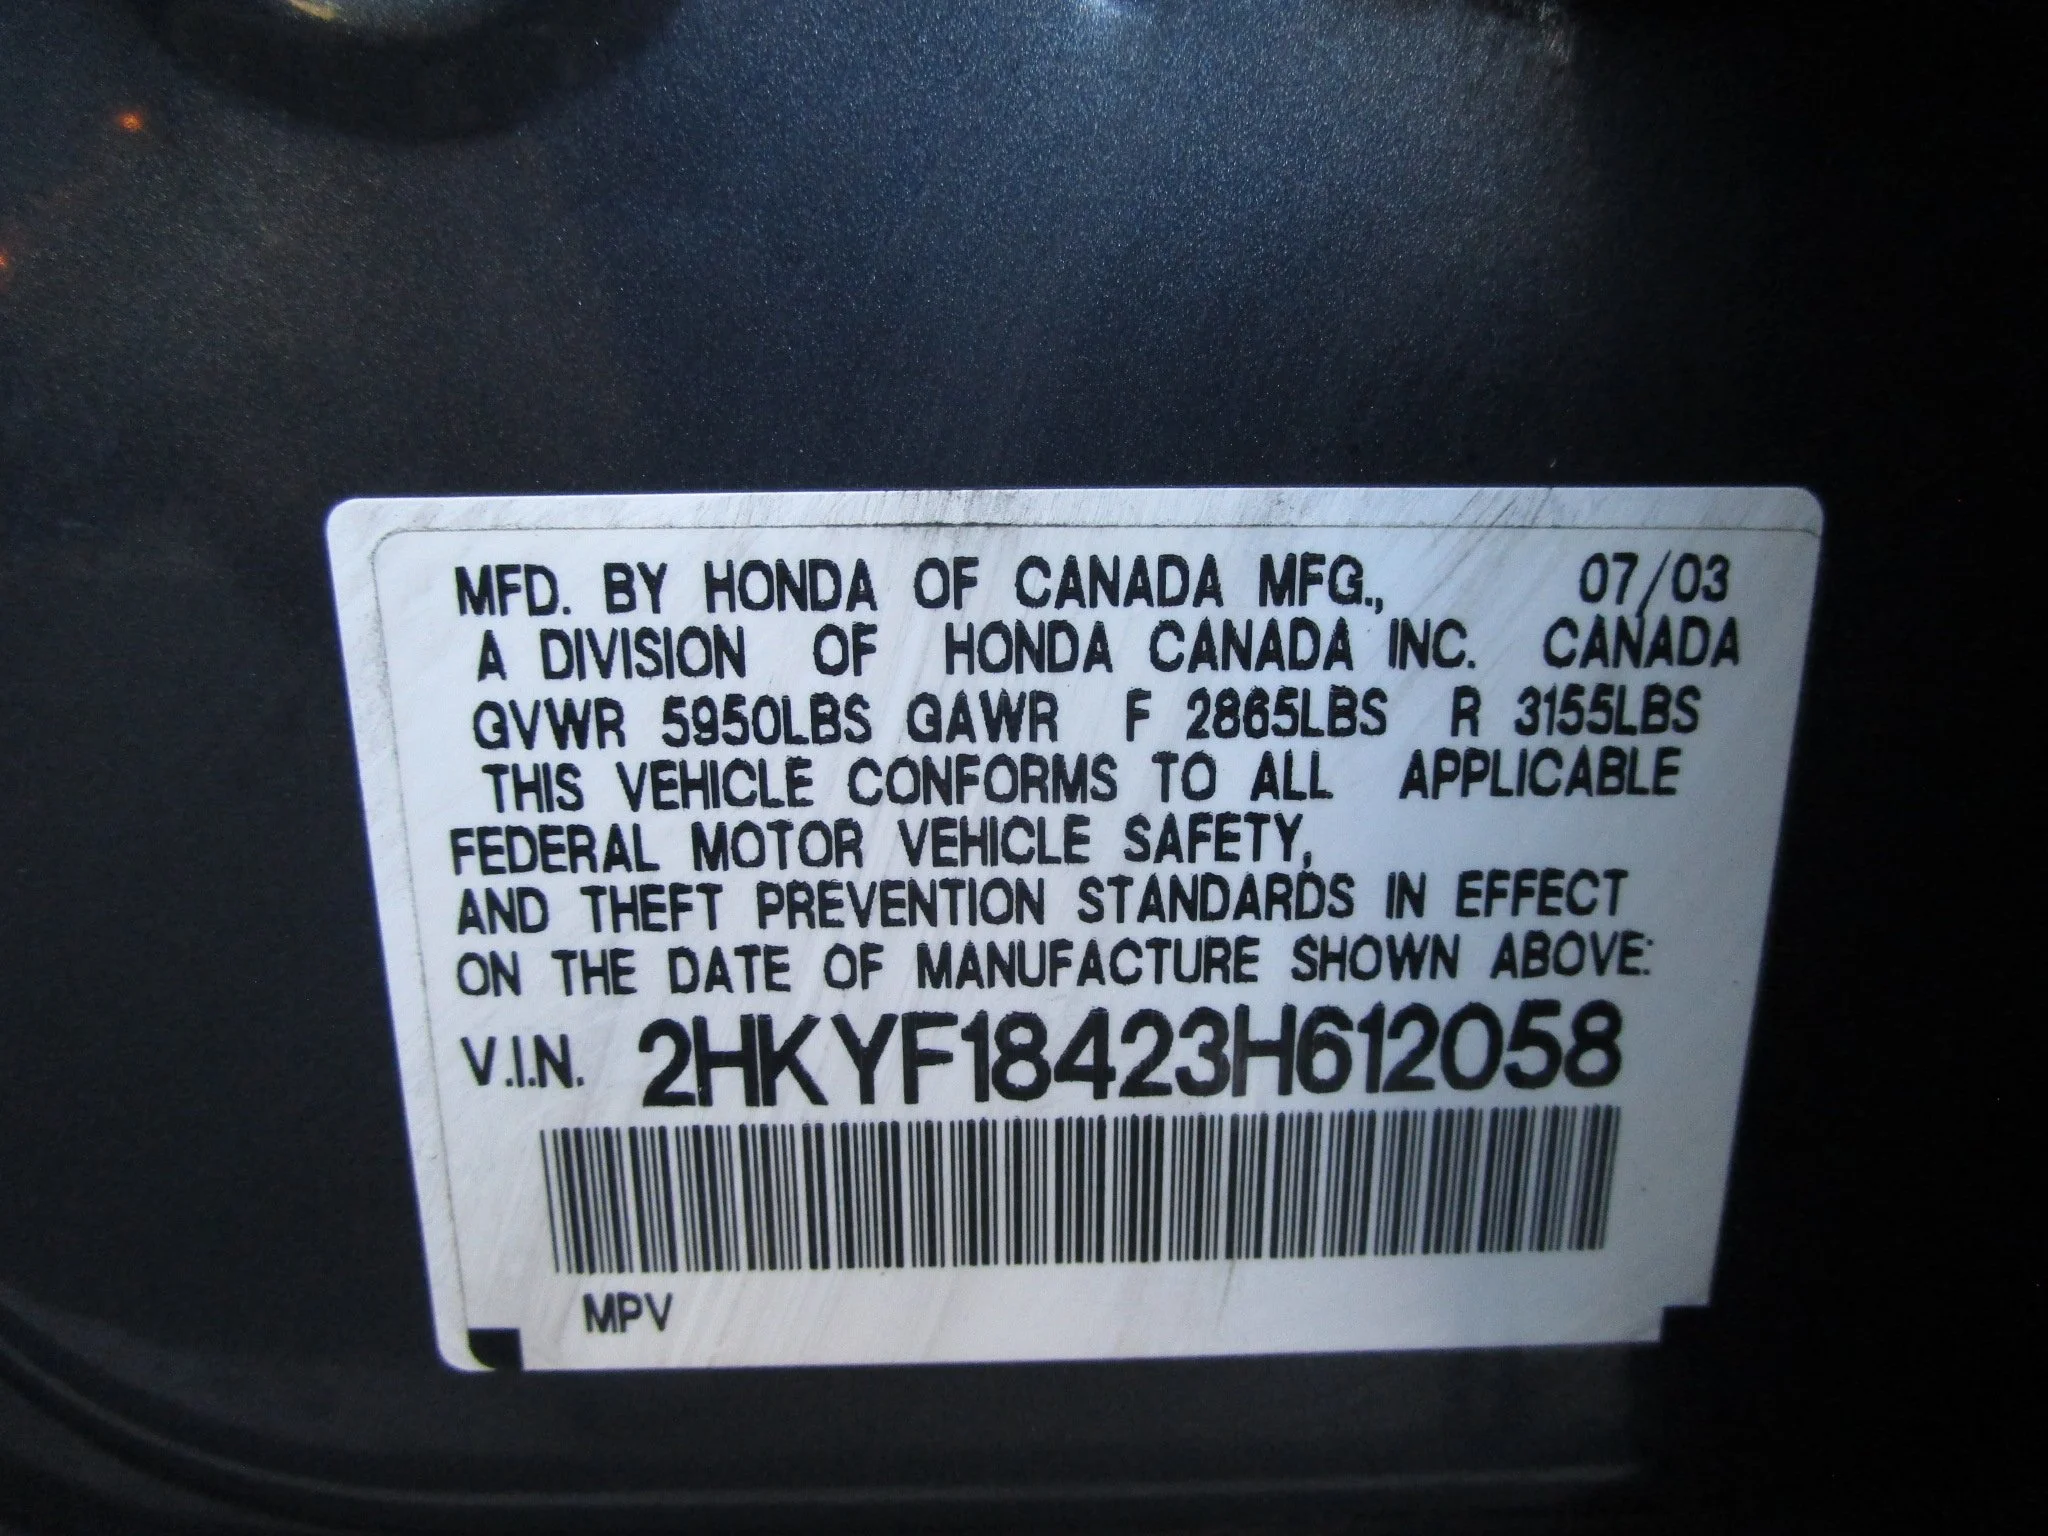 MFD. BY HONDA OF CANADA MFG., 07/03
A DIVISION OF HONDA CANADA INC. CANADA
GVWR 5950LBS GAWR F 2865LBS R 3155LBS
THIS VEHICLE CONFORMS TO ALL APPLICABLE
FEDERAL MOTOR VEHICLE SAFETY,
AND THEFT PREVENTION STANDARDS IN EFFECT
ON THE DATE OF MANUFACTURE SHOWN ABOVE:
V.I.N. 2HKYF18423H612058
MPV